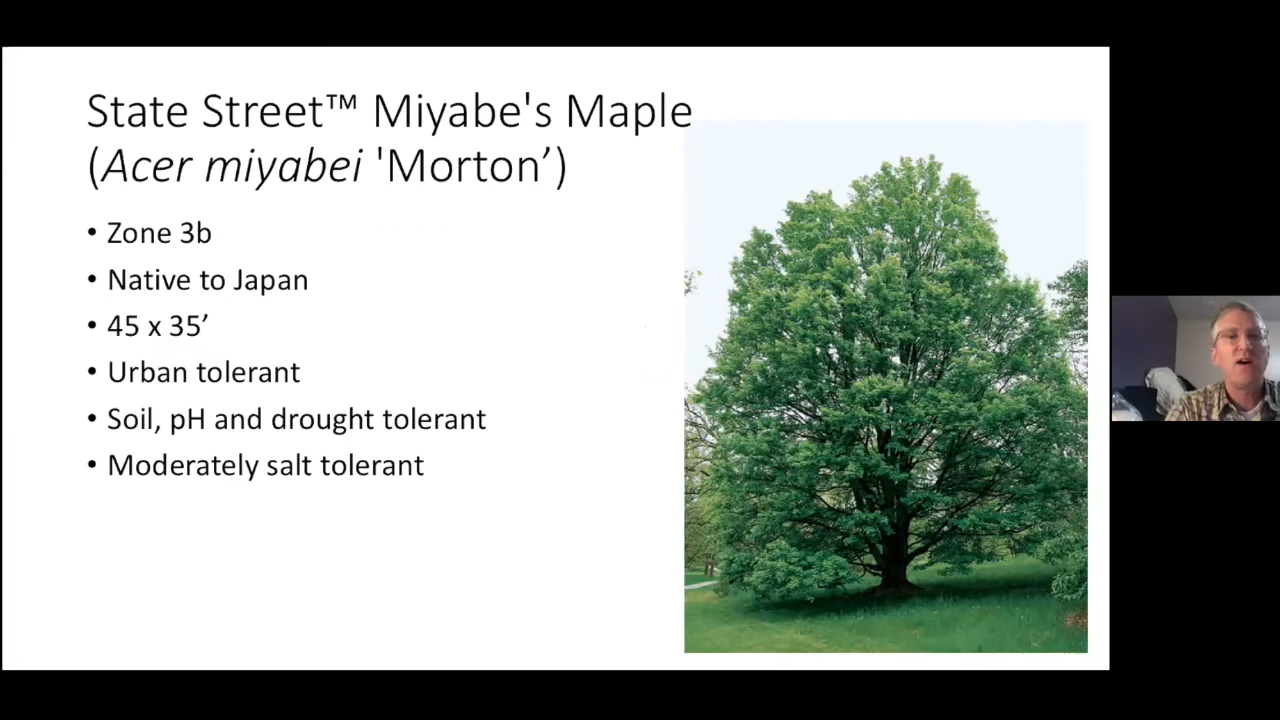 State Street™ Miyabe's Maple
(Acer miyabei 'Morton’)
• Zone 3b
• Native to Japan
• 45 x 35’
• Urban tolerant
• Soil, pH and drought tolerant
• Moderately salt tolerant